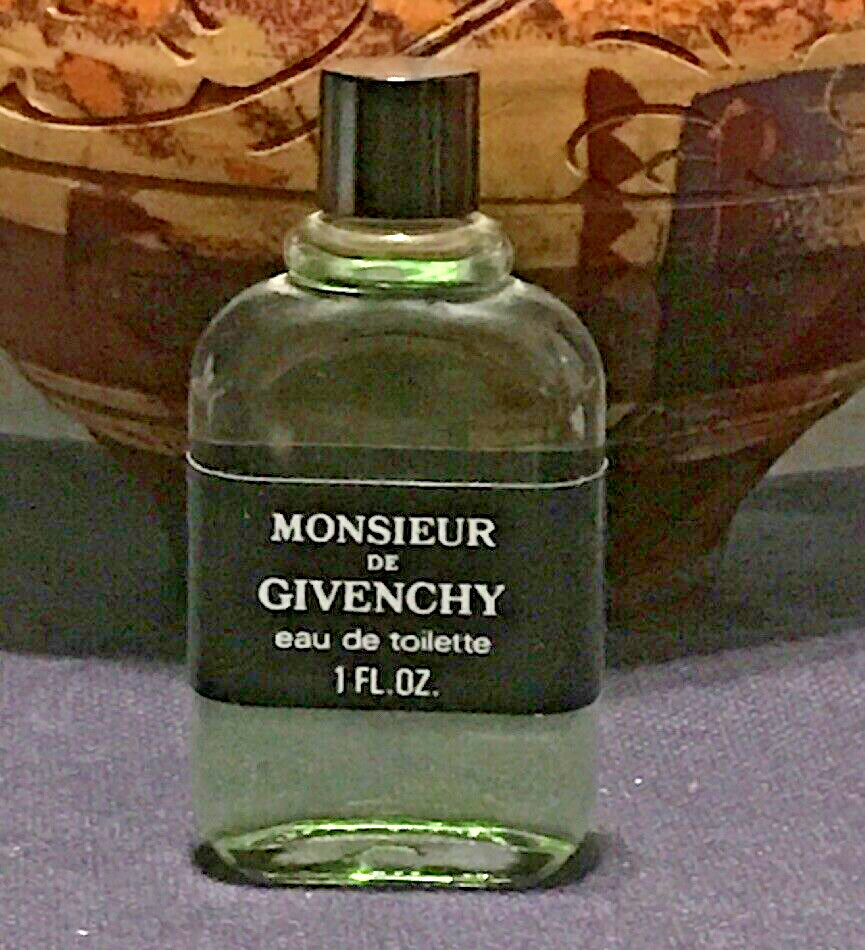 MONSIEUR
DE
GIVENCHY
eau de toilette
1 FL.OZ.